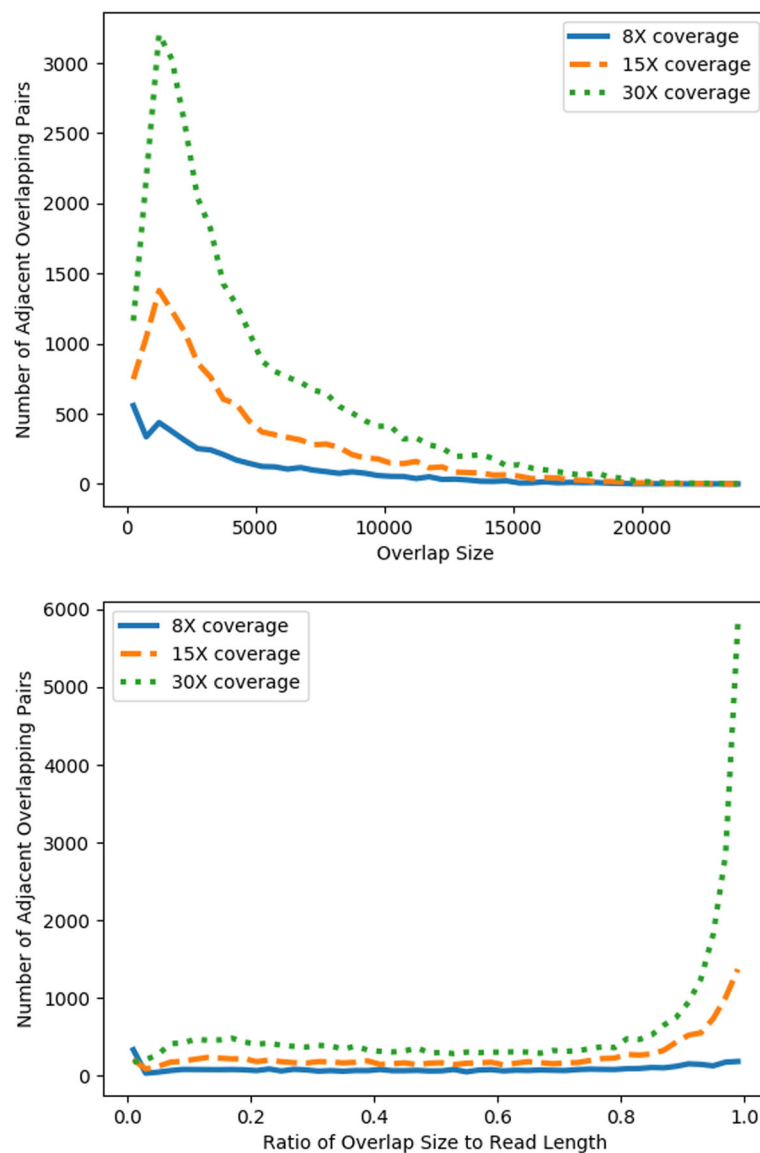 Number of Adjacent Overlapping Pairs
3000
2500
2000
1500
1000
500
0
8X coverage
15X coverage
30X coverage
0 5000 10000 15000 20000
Overlap Size
Number of Adjacent Overlapping Pairs
6000
5000
4000
3000
2000
1000
0
8X coverage
15X coverage
30X coverage
0.0 0.2 0.4 0.6 0.8 1.0
Ratio of Overlap Size to Read Length